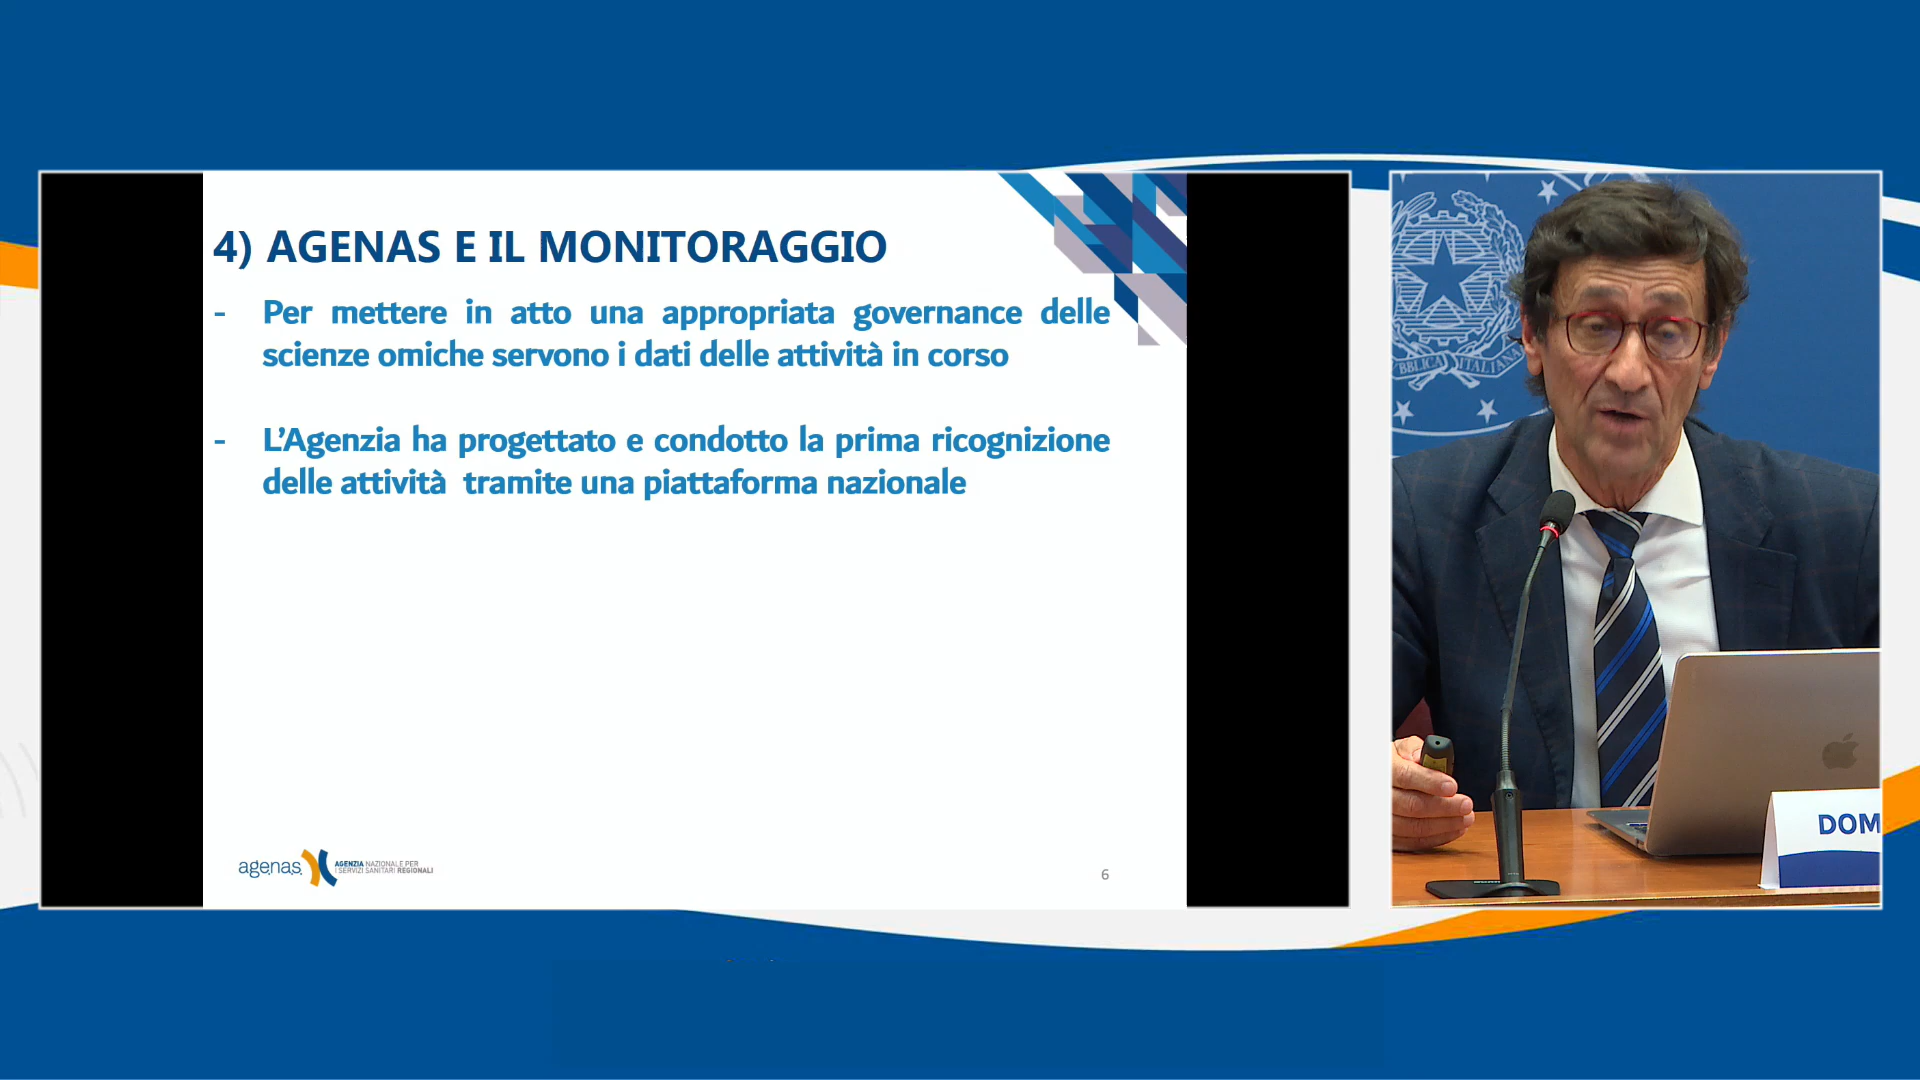 4) AGENAS E IL MONITORAGGIO
- Per mettere in atto una appropriata governance delle
scienze omiche servono i dati delle attività in corso
- L’Agenzia ha progettato e condotto la prima ricognizione
delle attività  tramite una piattaforma nazionale
agenas
AGENZIA NAZIONALE PER
I SERVIZI SANITARI REGIONALI
6
BBLICA ITALIANA
DOM